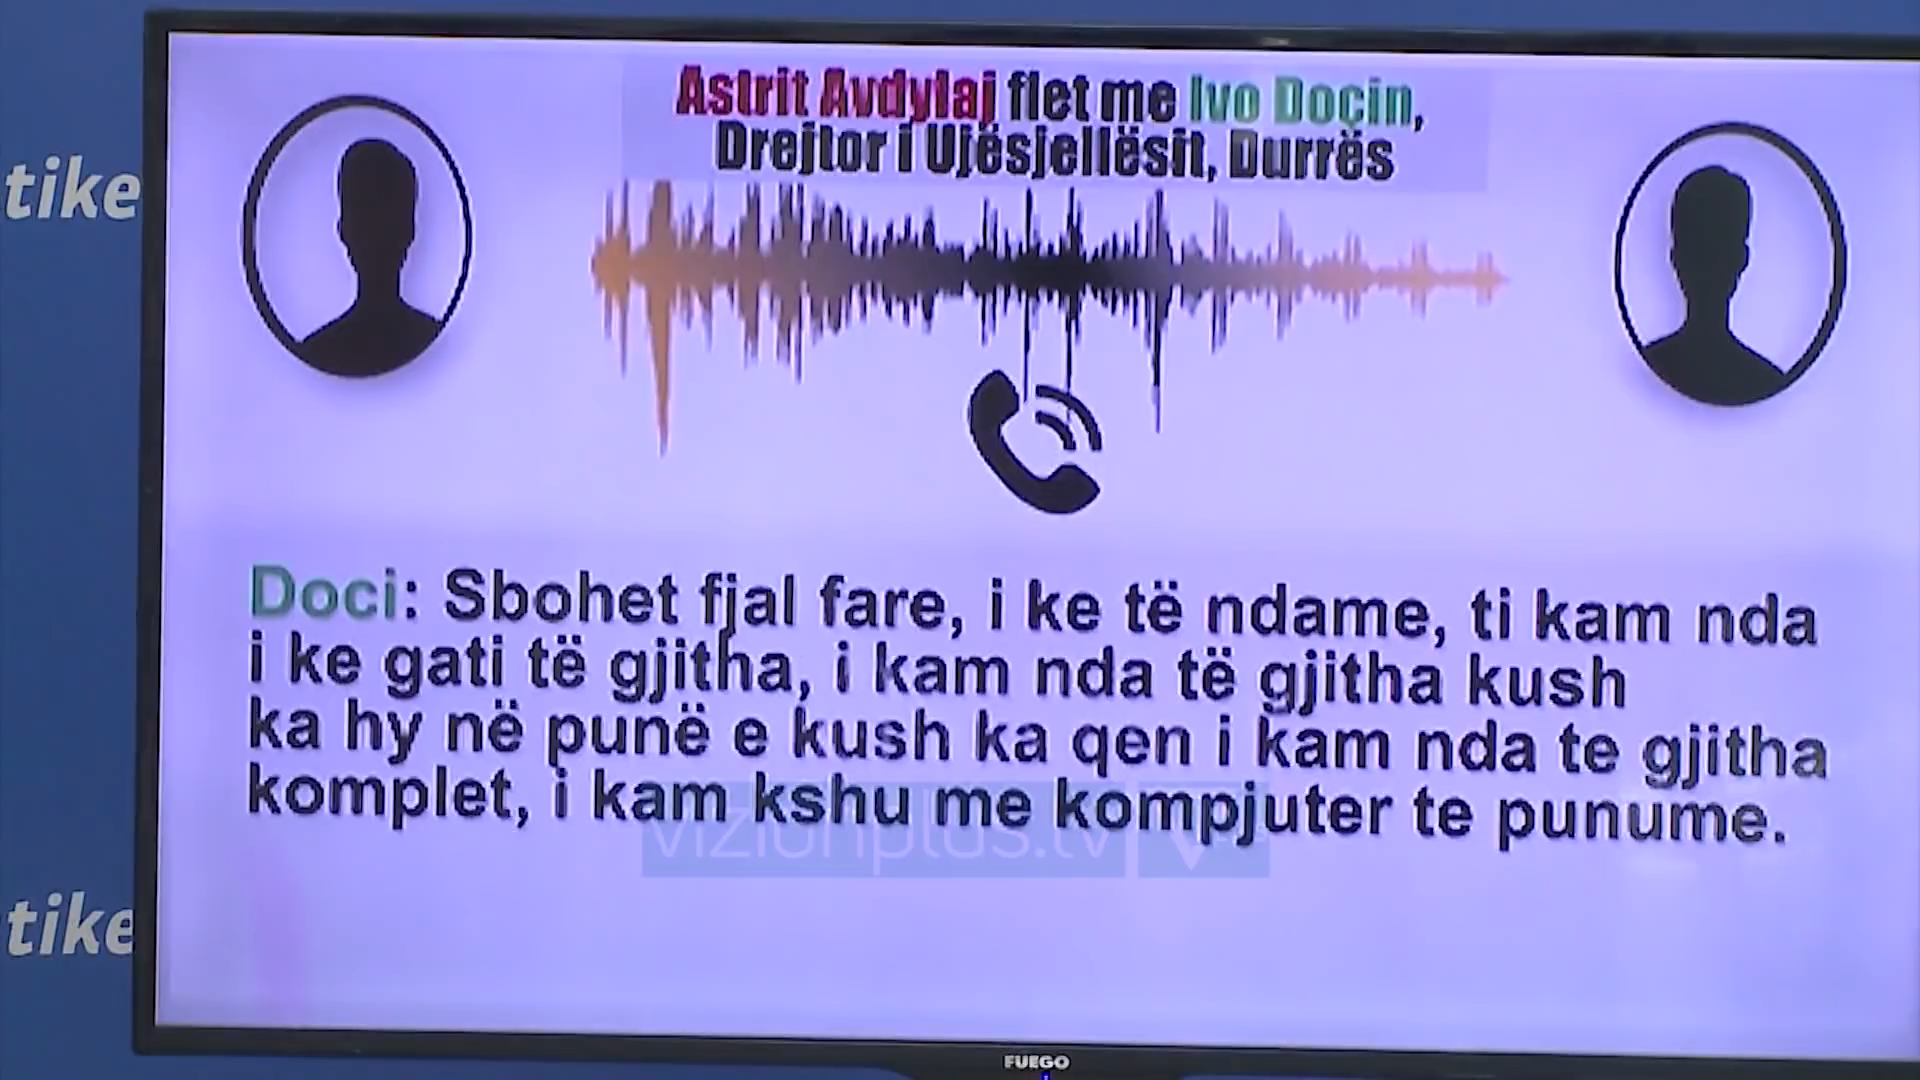 Astrit Avdylaj flet me Ivo Doçin,
Drejtor i Ujësjellësit, Durrës
tike
Doci: Sbohet fjal fare, i ke të ndame, ti kam nda
i ke gati të gjitha, i kam nda të gjitha kush
ka hy në punë e kush ka qen i kam nda te gjitha
komplet, i kam kshu me kompjuter te punume.
vizionplus.tv
tike
FUEGO